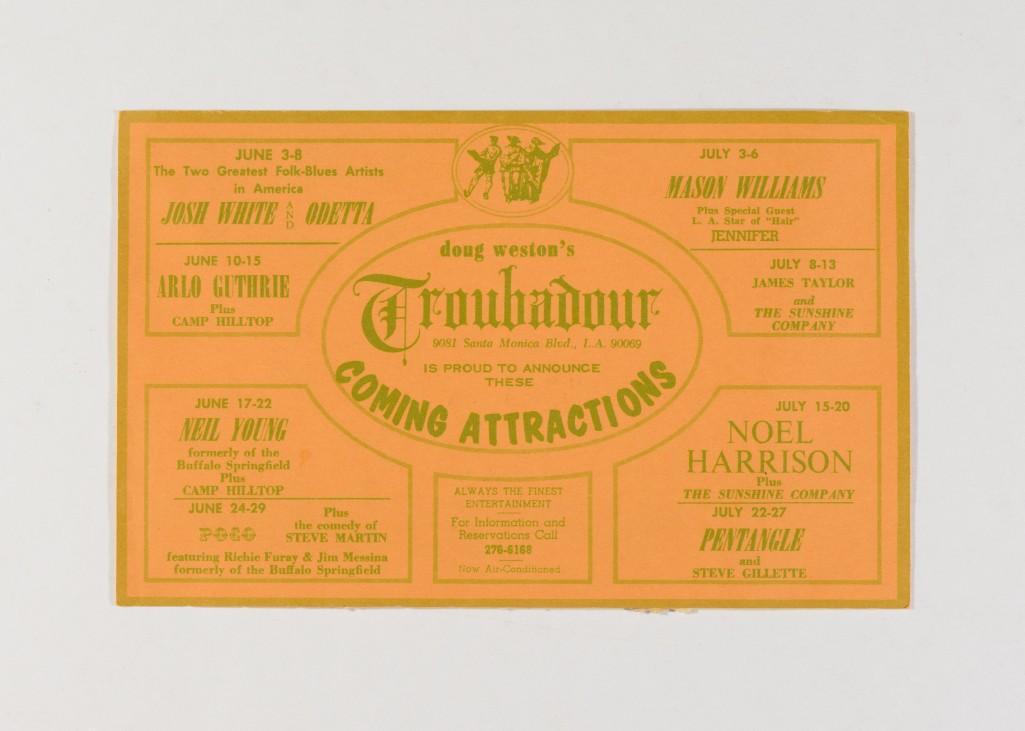 JUNE 3-8
The Two Greatest Folk-Blues Artists
in America
JOSH WHITE AND ODETTA
JUNE 10-15
ARLO GUTHRIE
Plus
CAMP HILLTOP
doug weston's
Troubadour
9081 Santa Monica Blvd., L.A. 90069
IS PROUD TO ANNOUNCE
THESE
COMING ATTRACTIONS
JULY 3-6
MASON WILLIAMS
Plus Special Guest
L. A. Star of "Hair"
JENNIFER
JULY 8-13
JAMES TAYLOR
and
THE SUNSHINE
COMPANY
JUNE 17-22
NEIL YOUNG
formerly of the
Buffalo Springfield
Plus
CAMP HILLTOP
JUNE 24-29
POCO
Plus
the comedy of
STEVE MARTIN
featuring Richie Furay & Jim Messina
formerly of the Buffalo Springfield
ALWAYS THE FINEST
ENTERTAINMENT
For Information and
Reservations Call
276-6168
Now Air-Conditioned
JULY 15-20
NOEL
HARRISON
Plus
THE SUNSHINE COMPANY
JULY 22-27
PENTANGLE
and
STEVE GILLETTE